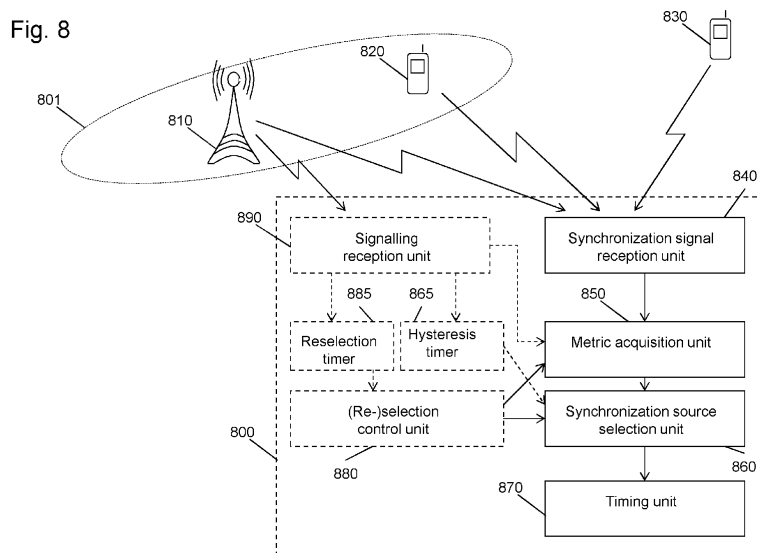 Fig. 8
830
820
801
810
840
890
Signalling
reception unit
Synchronization signal
reception unit
885
865
850
Reselection
timer
Hysteresis
timer
Metric acquisition unit
(Re-)selection
control unit
Synchronization source
selection unit
800
880
860
870
Timing unit